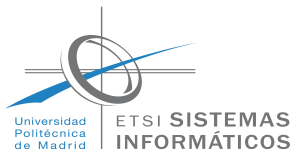 Universidad
Politécnica
de Madrid
ETSI SISTEMAS
INFORMÁTICOS